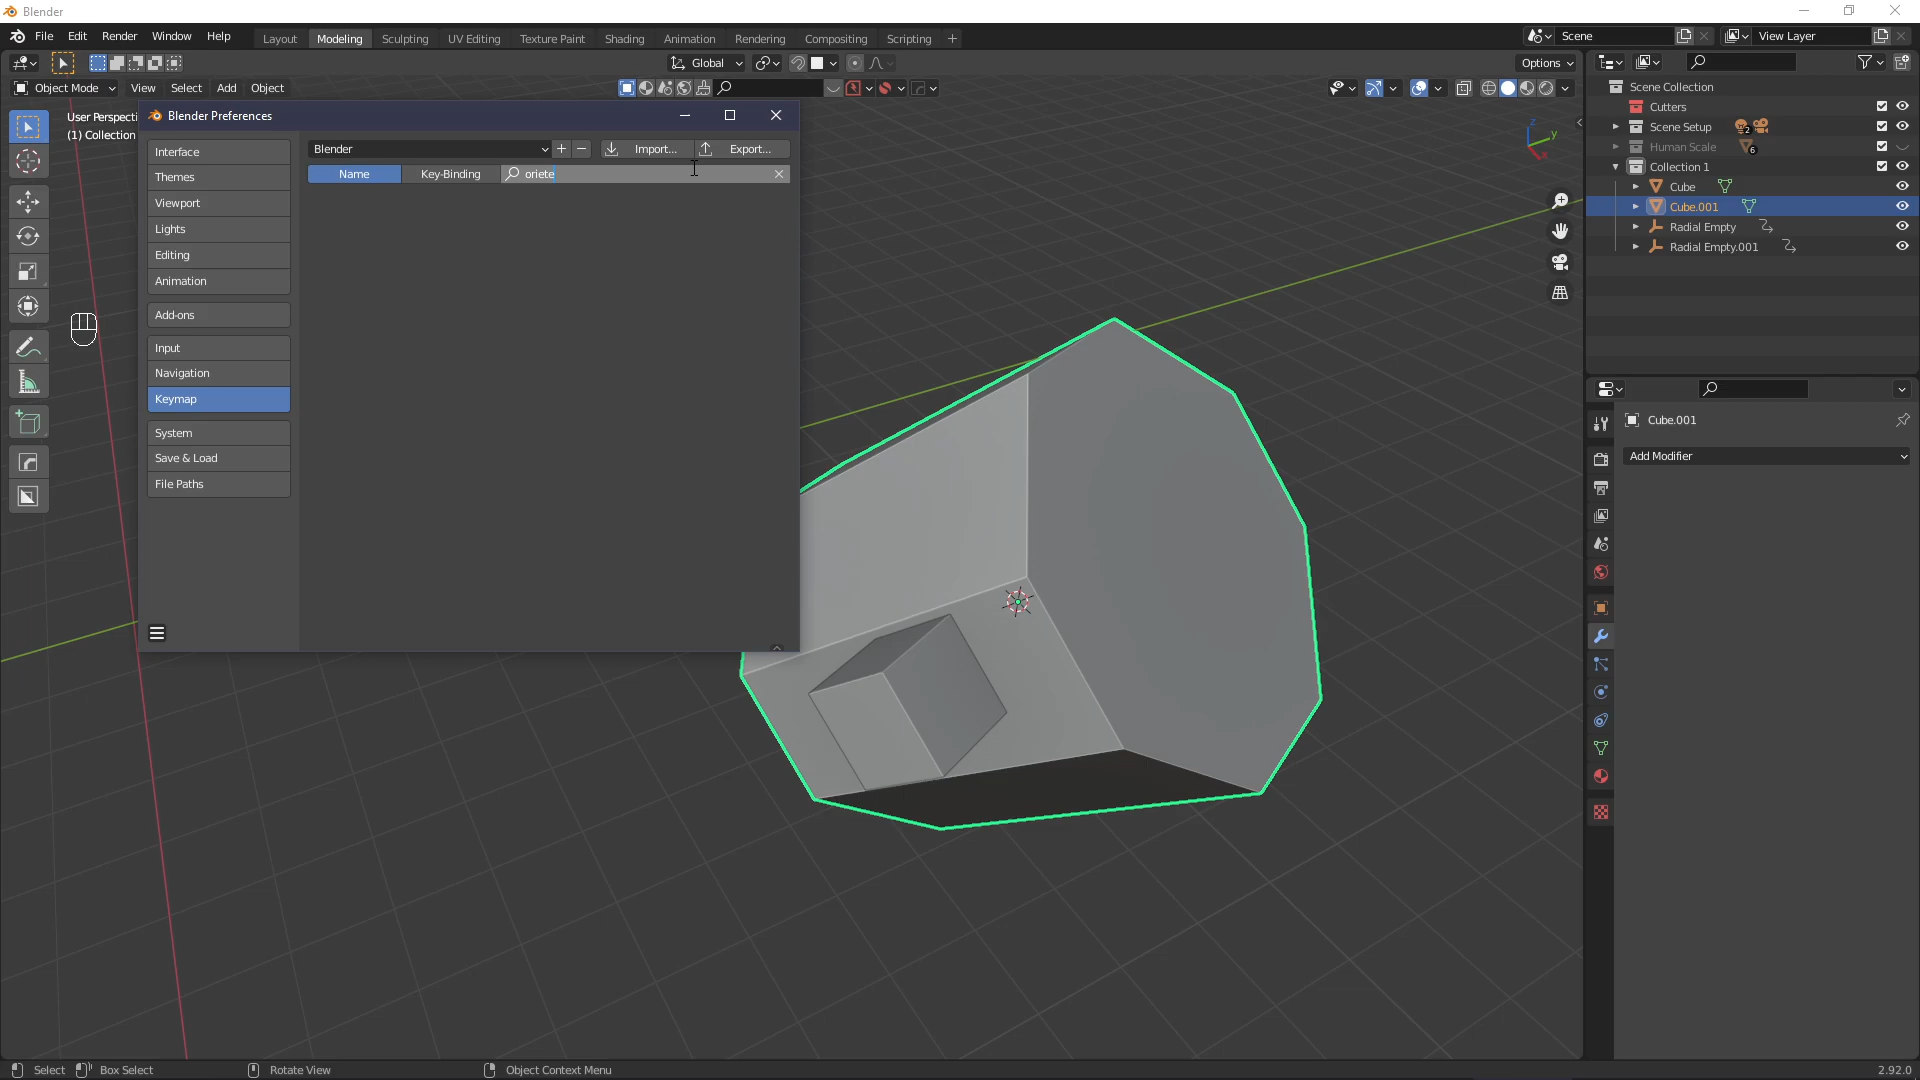 Blender
File Edit Render Window Help
Layout Modeling Sculpting UV Editing Texture Paint Shading Animation Rendering Compositing Scripting +
Scene
View Layer
Global
Options
Object Mode View Select Add Object
User Perspecti
(1) Collection
Blender Preferences
Interface
Themes
Viewport
Lights
Editing
Animation
Add-ons
Input
Navigation
Keymap
System
Save & Load
File Paths
Blender
Import...
Export...
Name
Key-Binding
oriete
Z
Y
X
Scene Collection
Cutters
Scene Setup 2
Human Scale 6
Collection 1
Cube
Cube.001
Radial Empty
Radial Empty.001
Cube.001
Add Modifier
Select
Box Select
Rotate View
Object Context Menu
2.92.0